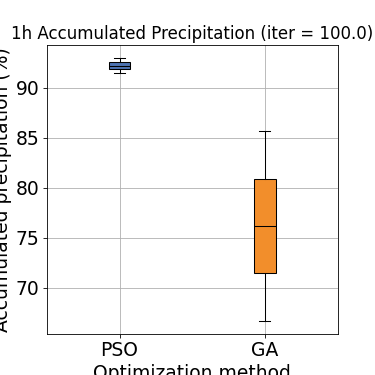 1h Accumulated Precipitation (iter = 100.0)
Accumulated precipitation (%)
90
85
80
75
70
PSO GA
Optimization method